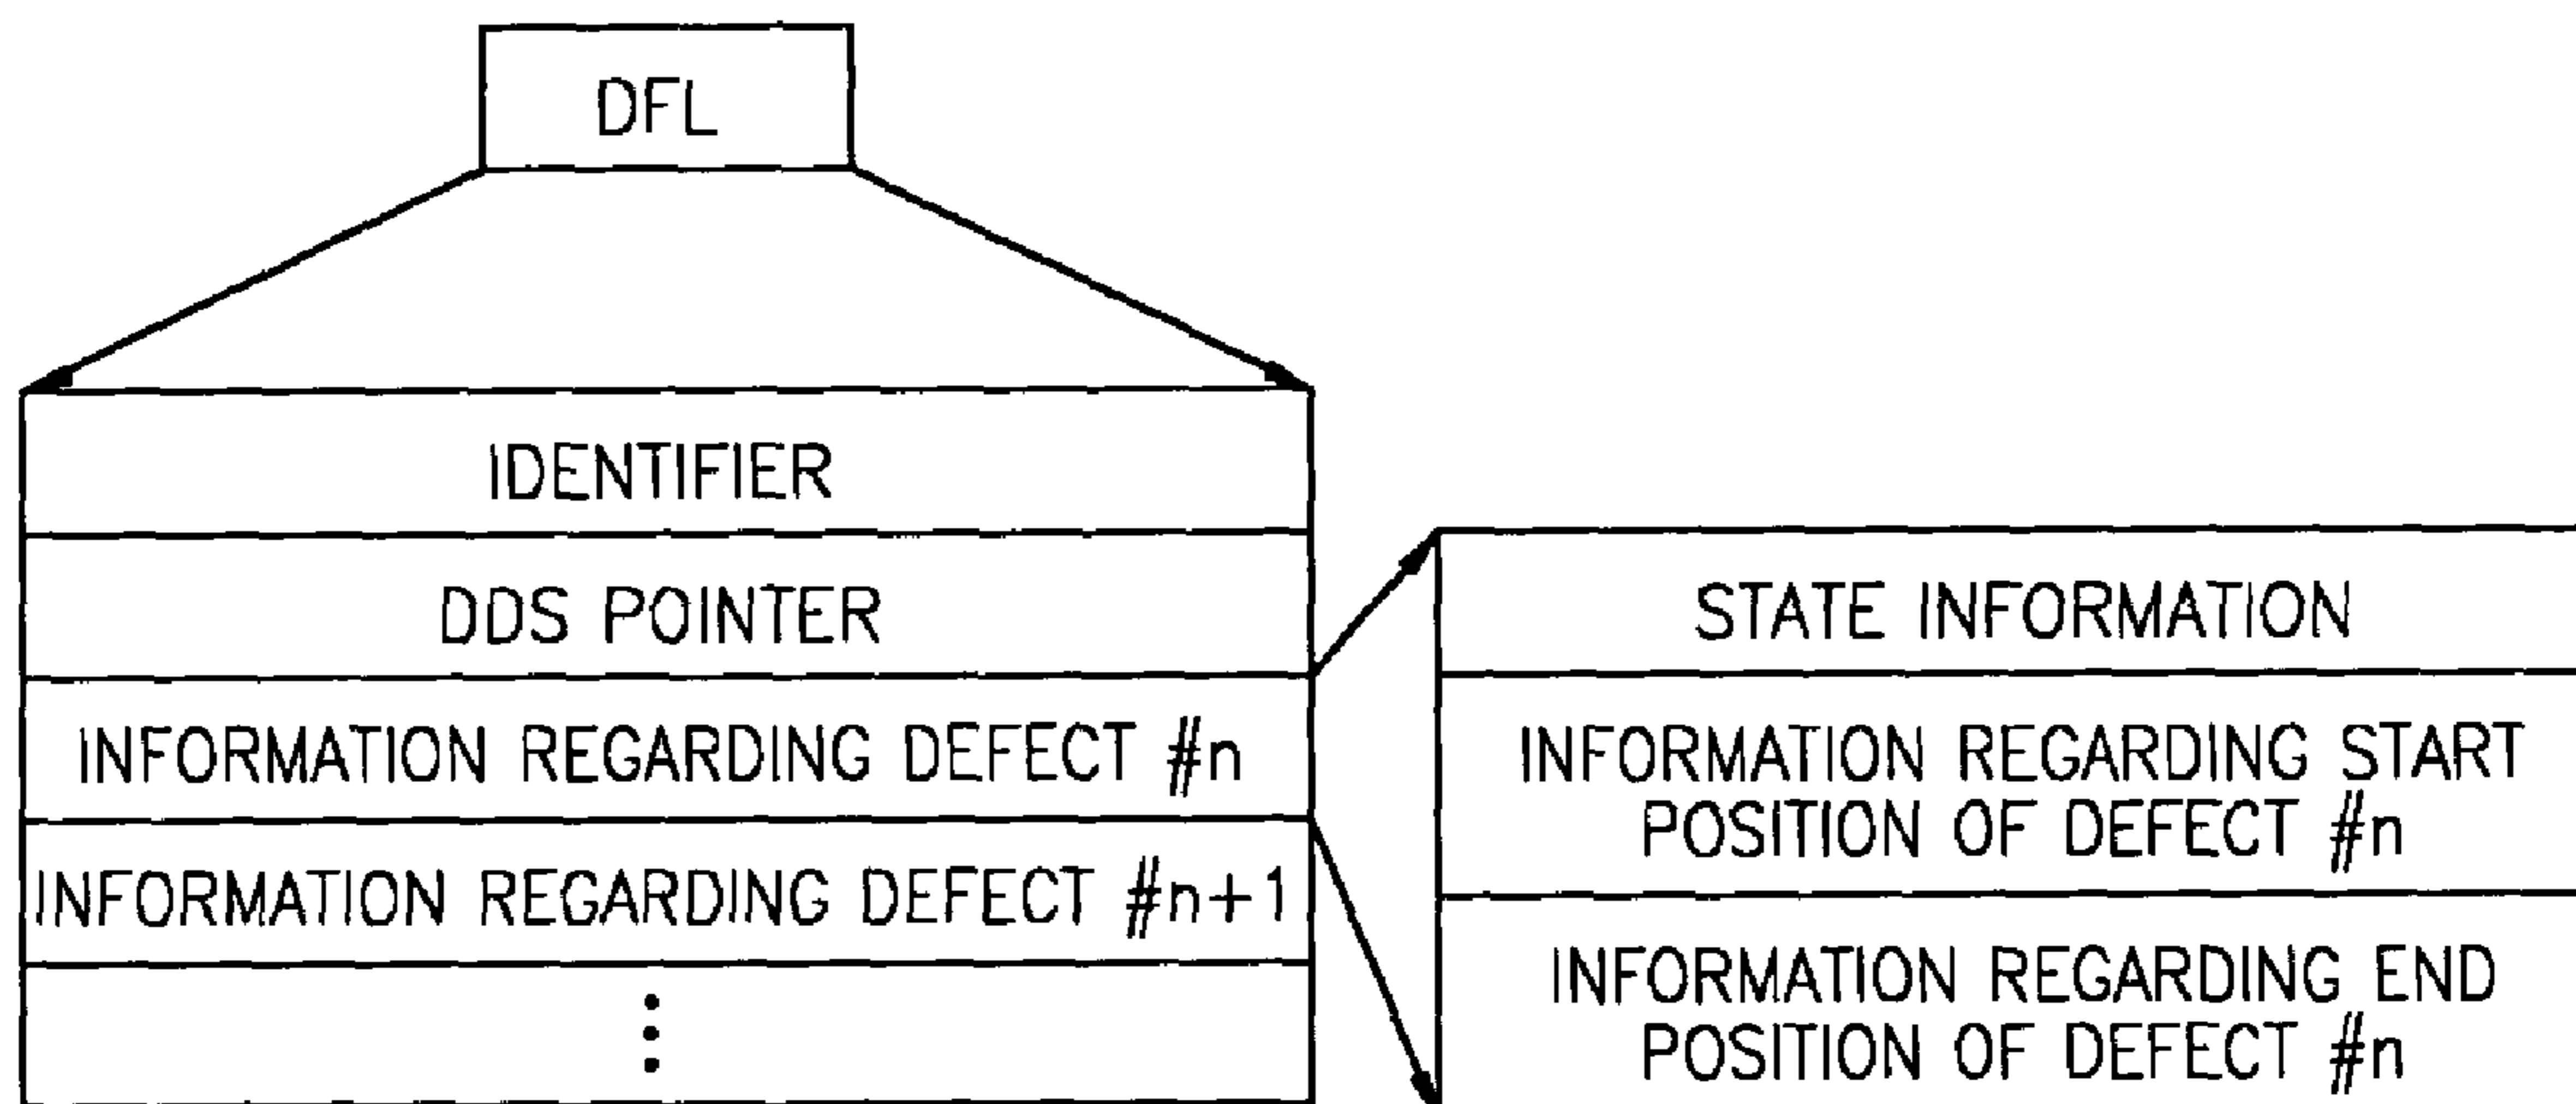 DFL
IDENTIFIER
DDS POINTER
INFORMATION REGARDING DEFECT #n
INFORMATION REGARDING DEFECT #n+1
STATE INFORMATION
INFORMATION REGARDING START
POSITION OF DEFECT #n
INFORMATION REGARDING END
POSITION OF DEFECT #n